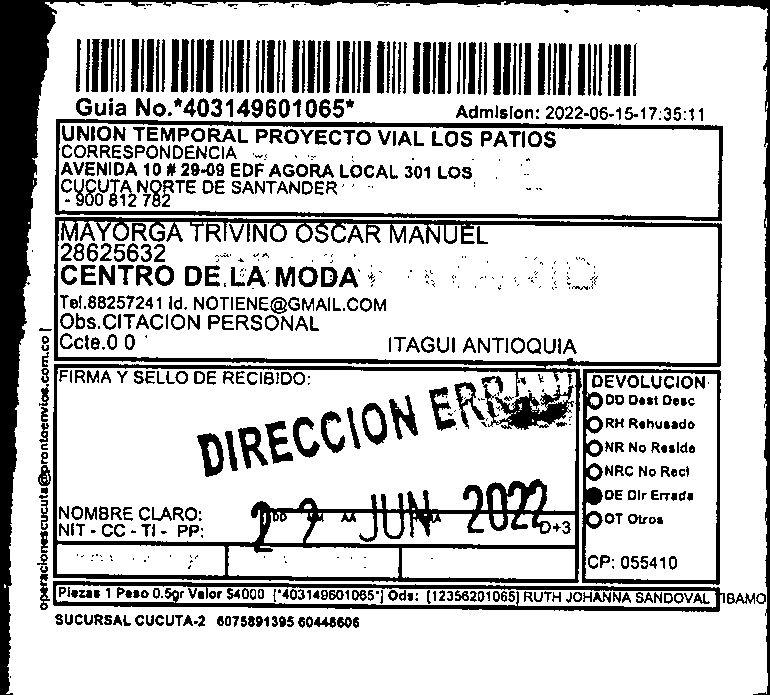 Guia No.*403149601065*
Admision: 2022-06-15-17:35:11
UNION TEMPORAL PROYECTO VIAL LOS PATIOS
CORRESPONDENCIA
AVENIDA 10 # 29-09 EDF AGORA LOCAL 301 LOS
CUCUTA NORTE DE SANTANDER
- 900 812 782
MAYORGA TRIVINO OSCAR MANUEL
28625632
CENTRO DE LA MODA
Tel.88257241 Id. NOTIENE@GMAIL.COM
Obs.CITACION PERSONAL
Ccte.0 0
ITAGUI ANTIOQUIA
operacionescucuta@prontoenvios.com.co
FIRMA Y SELLO DE RECIBIDO:
DIRECCION ERRADA
NOMBRE CLARO:
NIT - CC - TI - PP:
JUN 2022
D+3
DEVOLUCION
DD Dest Desc
RH Rehusado
NR No Reside
NRC No Reci
DE Dir Errada
OT Otros
CP: 055410
Piezas 1 Peso 0.5gr Valor $4000 [*403149601065*] Ods: [12356201065] RUTH JOHANNA SANDOVAL TIBAMO
SUCURSAL CUCUTA-2 6075891395 60448606